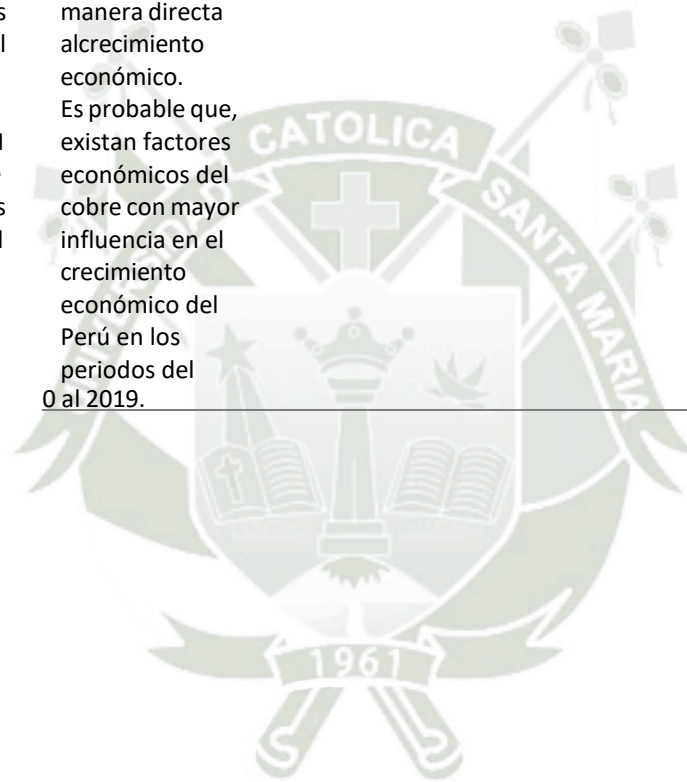 manera directa
alcrecimiento
económico.
Es probable que,
existan factores
económicos del
cobre con mayor
influencia en el
crecimiento
económico del
Perú en los
periodos del
0 al 2019.
CATOLICA
SANTA MARIA
1961